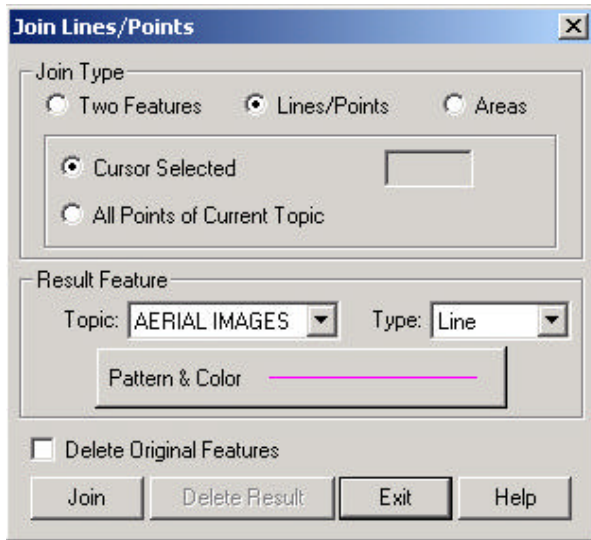 Join Lines/Points
Join Type
Two Features Lines/Points Areas
Cursor Selected
All Points of Current Topic
Result Feature
Topic: AERIAL IMAGES Type: Line
Pattern & Color
Delete Original Features
Join Delete Result Exit Help